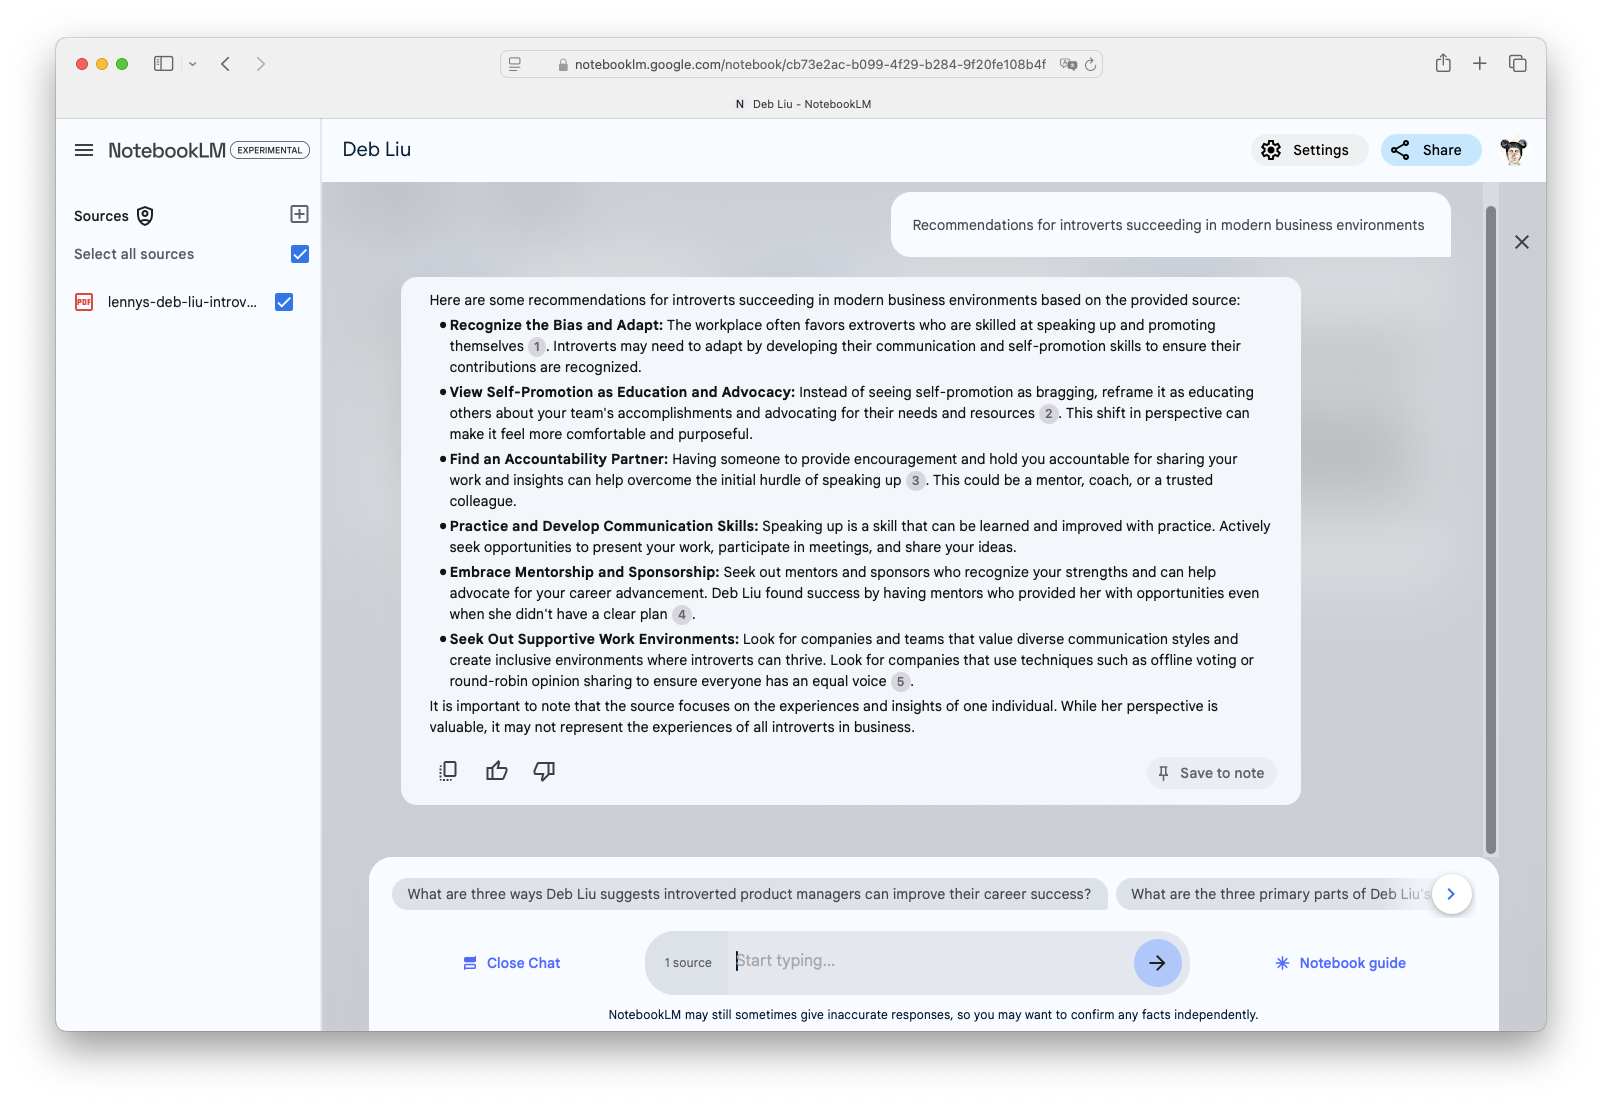 notebooklm.google.com/notebook/cb73e2ac-b099-4f29-b284-9f20fe108b4f
N Deb Liu - NotebookLM
NotebookLM EXPERIMENTAL
Deb Liu
Settings
Share
Sources
Select all sources
PDF lennys-deb-liu-introv...
Recommendations for introverts succeeding in modern business environments
Here are some recommendations for introverts succeeding in modern business environments based on the provided source:
• Recognize the Bias and Adapt: The workplace often favors extroverts who are skilled at speaking up and promoting
themselves 1. Introverts may need to adapt by developing their communication and self-promotion skills to ensure their
contributions are recognized.
• View Self-Promotion as Education and Advocacy: Instead of seeing self-promotion as bragging, reframe it as educating
others about your team's accomplishments and advocating for their needs and resources 2. This shift in perspective can
make it feel more comfortable and purposeful.
• Find an Accountability Partner: Having someone to provide encouragement and hold you accountable for sharing your
work and insights can help overcome the initial hurdle of speaking up 3. This could be a mentor, coach, or a trusted
colleague.
• Practice and Develop Communication Skills: Speaking up is a skill that can be learned and improved with practice. Actively
seek opportunities to present your work, participate in meetings, and share your ideas.
• Embrace Mentorship and Sponsorship: Seek out mentors and sponsors who recognize your strengths and can help
advocate for your career advancement. Deb Liu found success by having mentors who provided her with opportunities even
when she didn't have a clear plan 4.
• Seek Out Supportive Work Environments: Look for companies and teams that value diverse communication styles and
create inclusive environments where introverts can thrive. Look for companies that use techniques such as offline voting or
round-robin opinion sharing to ensure everyone has an equal voice 5.
It is important to note that the source focuses on the experiences and insights of one individual. While her perspective is
valuable, it may not represent the experiences of all introverts in business.
Save to note
What are three ways Deb Liu suggests introverted product managers can improve their career success?
What are the three primary parts of Deb Liu's
Close Chat
1 source
Start typing...
Notebook guide
NotebookLM may still sometimes give inaccurate responses, so you may want to confirm any facts independently.